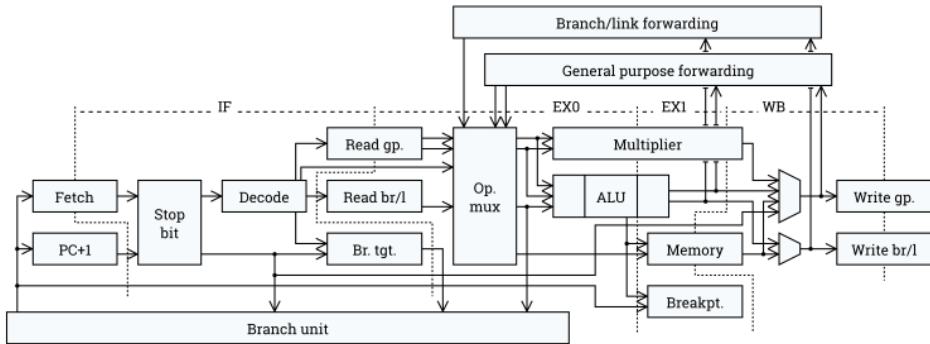 Branch/link forwarding
General purpose forwarding
IF
EX0
EX1
WB
Read gp.
Multiplier
Fetch
Stop
bit
Decode
Read br/l
Op.
mux
ALU
Write gp.
PC+1
Br. tgt.
Memory
Write br/l
Breakpt.
Branch unit